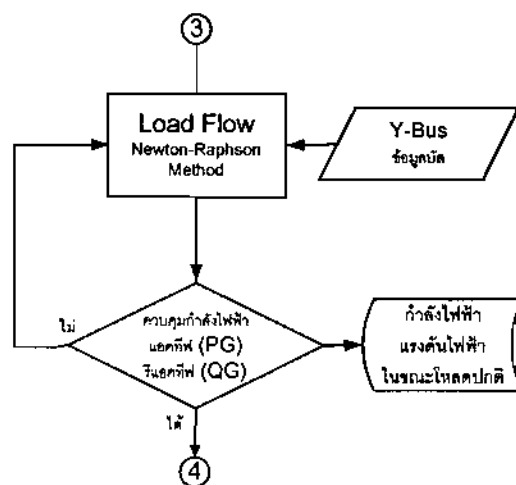 3
Load Flow
Newton-Raphson
Method
Y-Bus
ข้อมูลบัส
ไม่
ควบคุมกำลังไฟฟ้า
แอคทีฟ (PG)
รีแอคทีฟ (QG)
กำลังไฟฟ้า
แรงดันไฟฟ้า
ในขณะโหลดปกติ
ได้
4